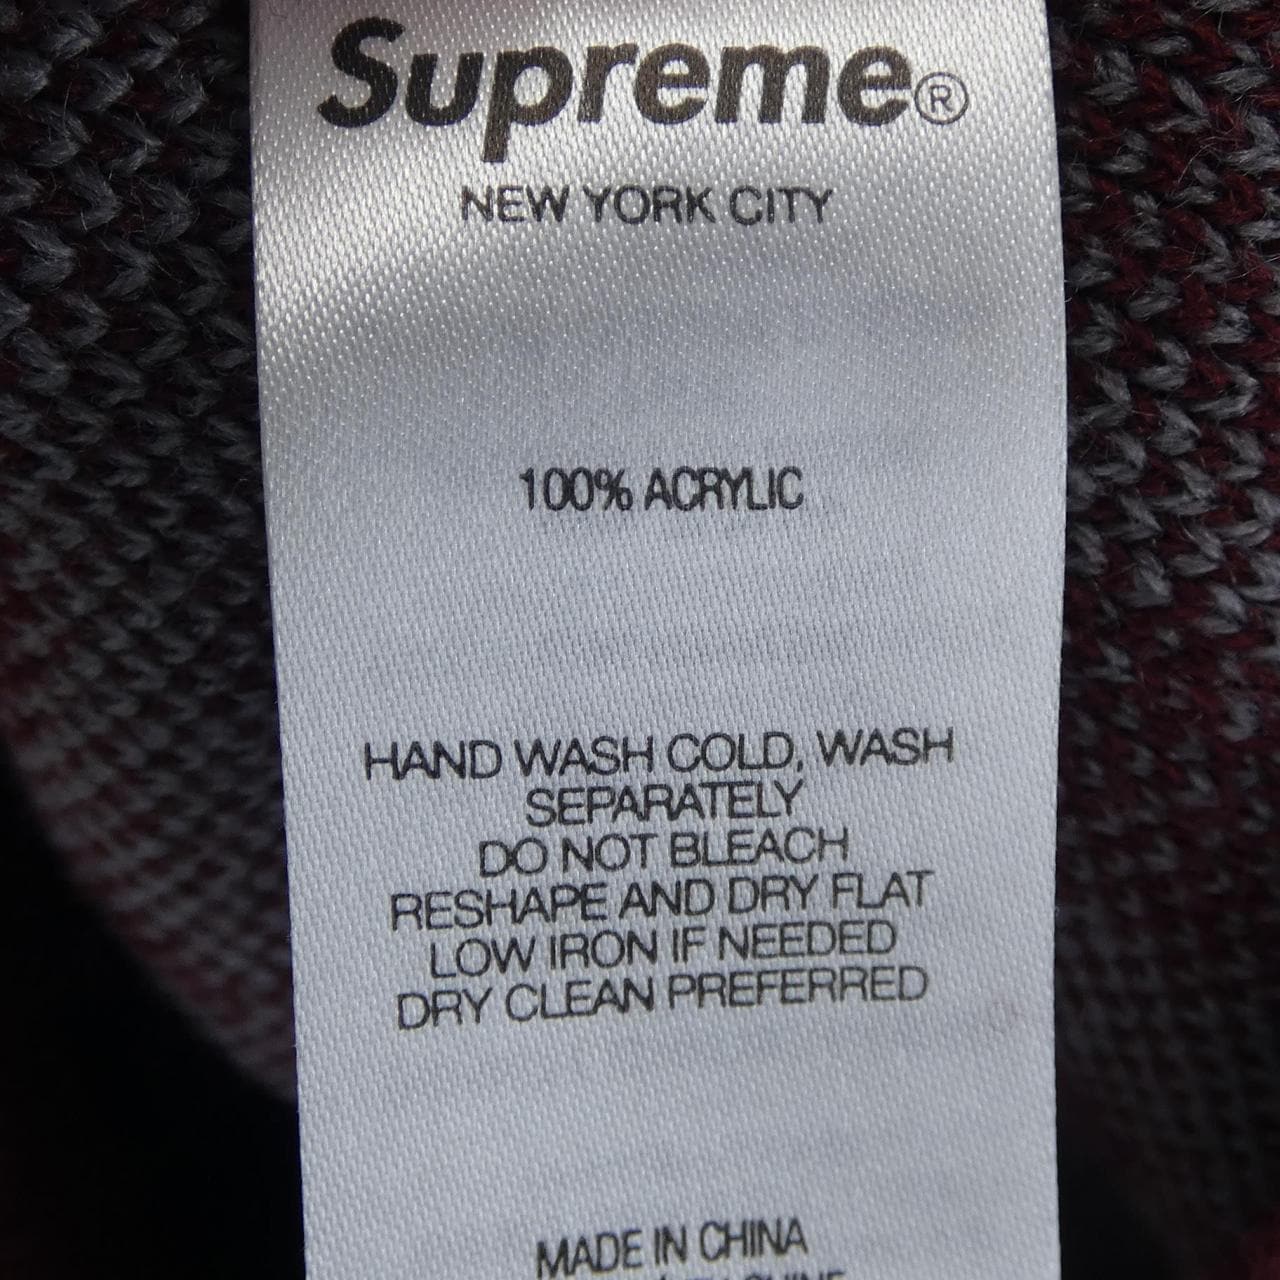 Supreme®
NEW YORK CITY
100% ACRYLIC
HAND WASH COLD, WASH
SEPARATELY
DO NOT BLEACH
RESHAPE AND DRY FLAT
LOW IRON IF NEEDED
DRY CLEAN PREFERRED
MADE IN CHINA